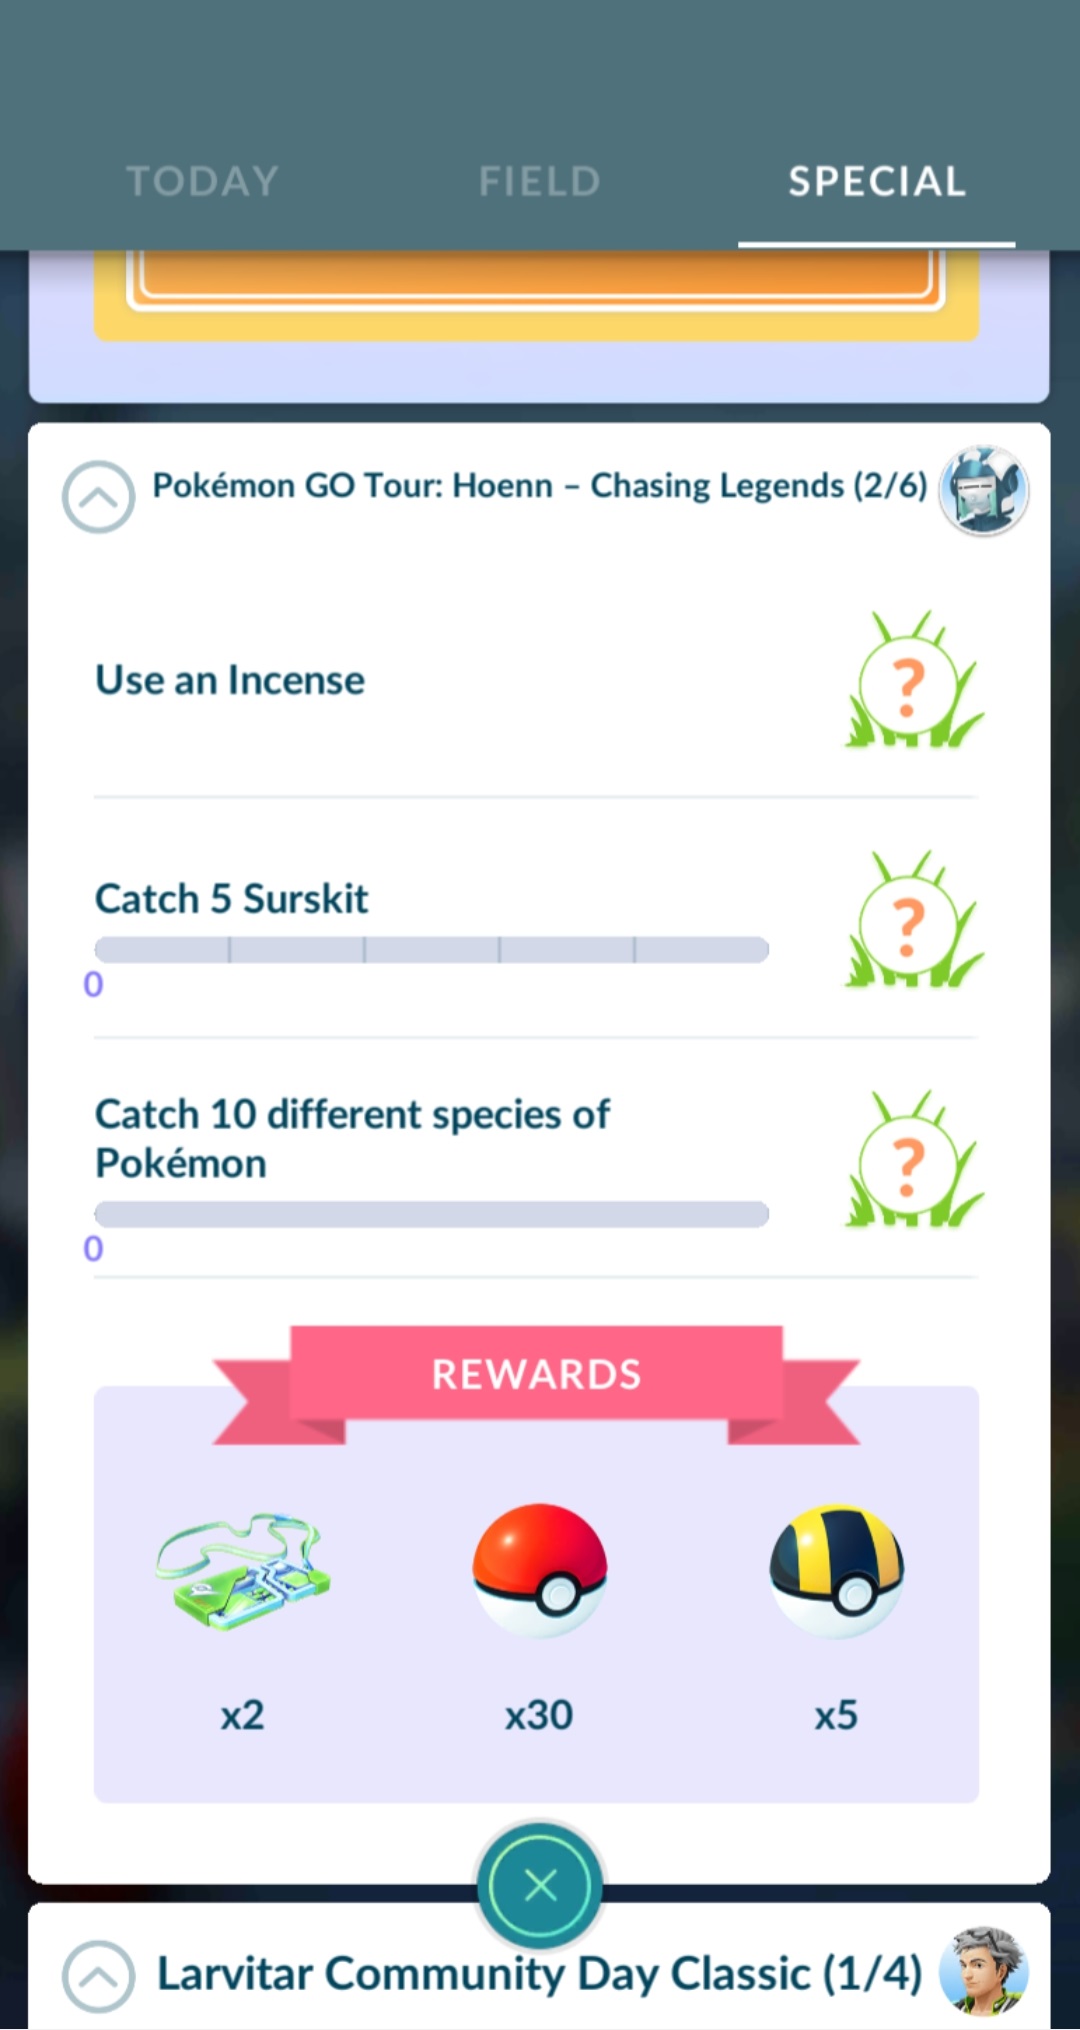 TODAY
FIELD
SPECIAL
Pokémon GO Tour: Hoenn – Chasing Legends (2/6)
Use an Incense
?
Catch 5 Surskit
?
0
Catch 10 different species of
Pokémon
?
0
REWARDS
x2
x30
x5
Larvitar Community Day Classic (1/4)